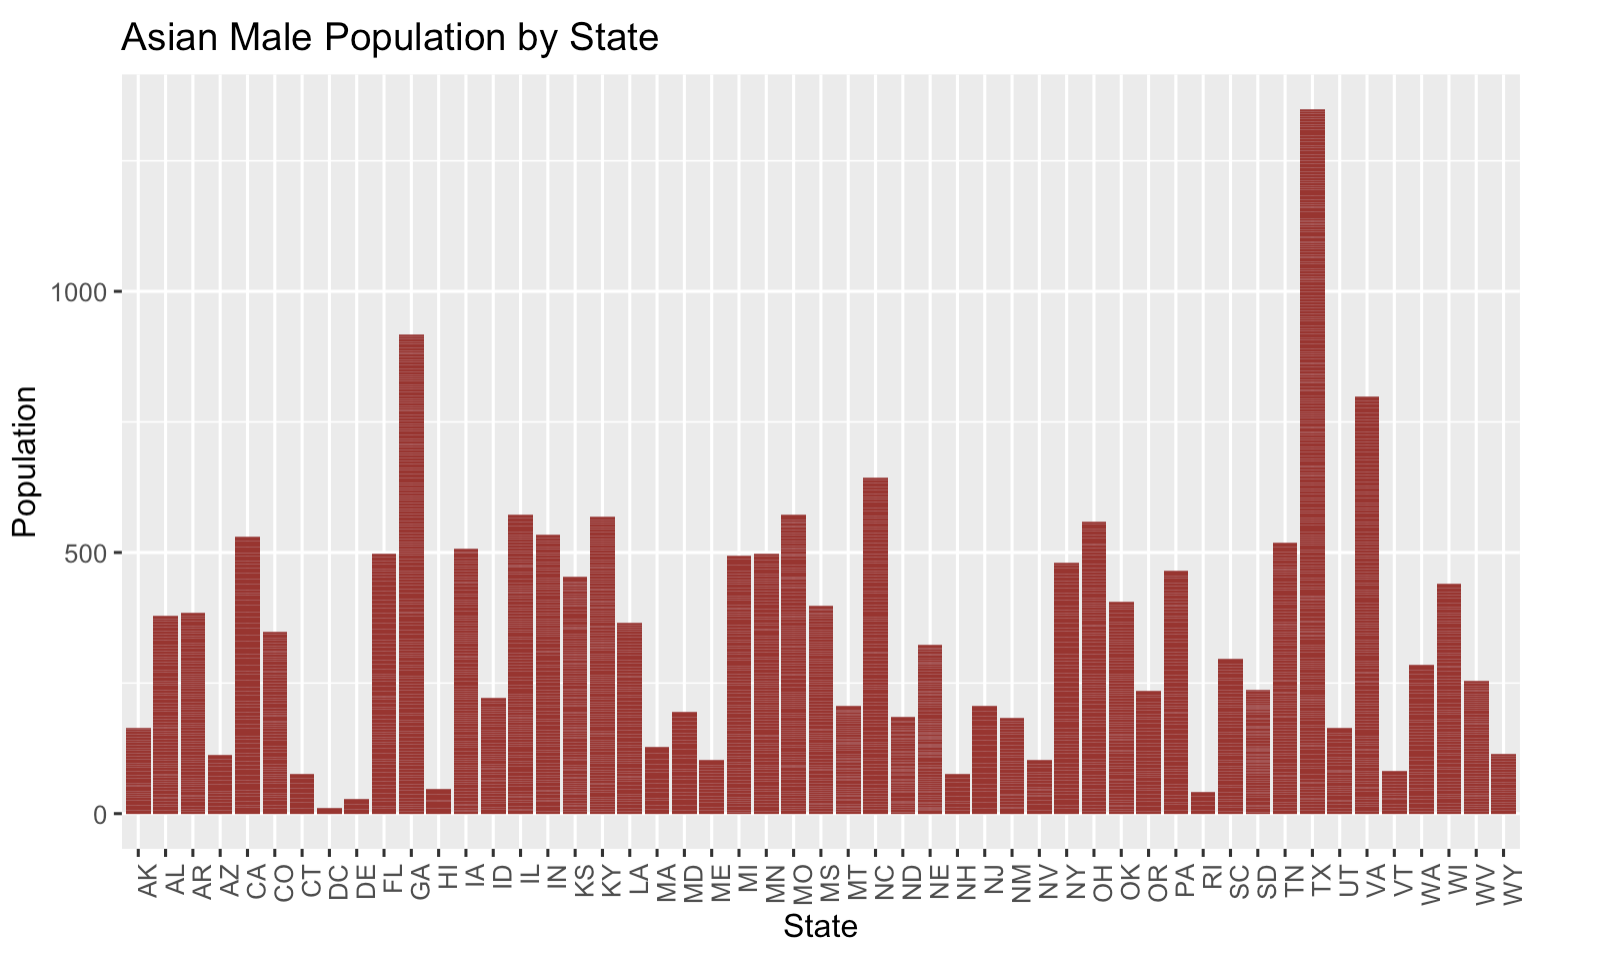 Asian Male Population by State
Population
1000
500
0
AK AL AR AZ CA CO CT DC DE FL GA HI IA ID IL IN KS KY LA MA MD ME MI MN MO MS MT NC ND NE NH NJ NM NV NY OH OK OR PA RI SC SD TN TX UT VA VT WA WI WV WY
State